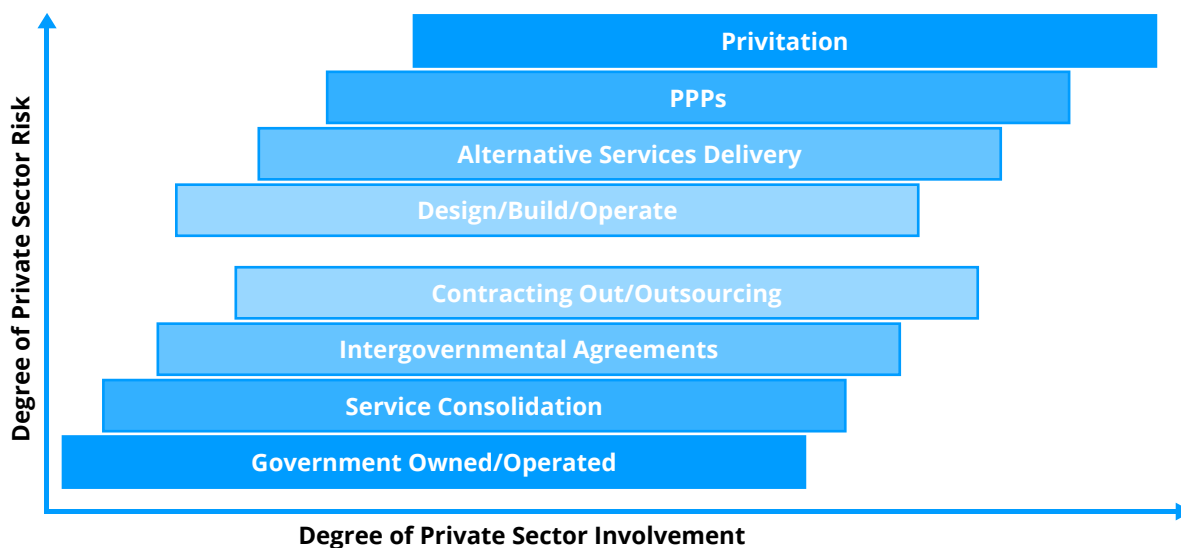 Privitation
PPPs
Alternative Services Delivery
Design/Build/Operate
Contracting Out/Outsourcing
Intergovernmental Agreements
Service Consolidation
Government Owned/Operated
Degree of Private Sector Risk
Degree of Private Sector Involvement